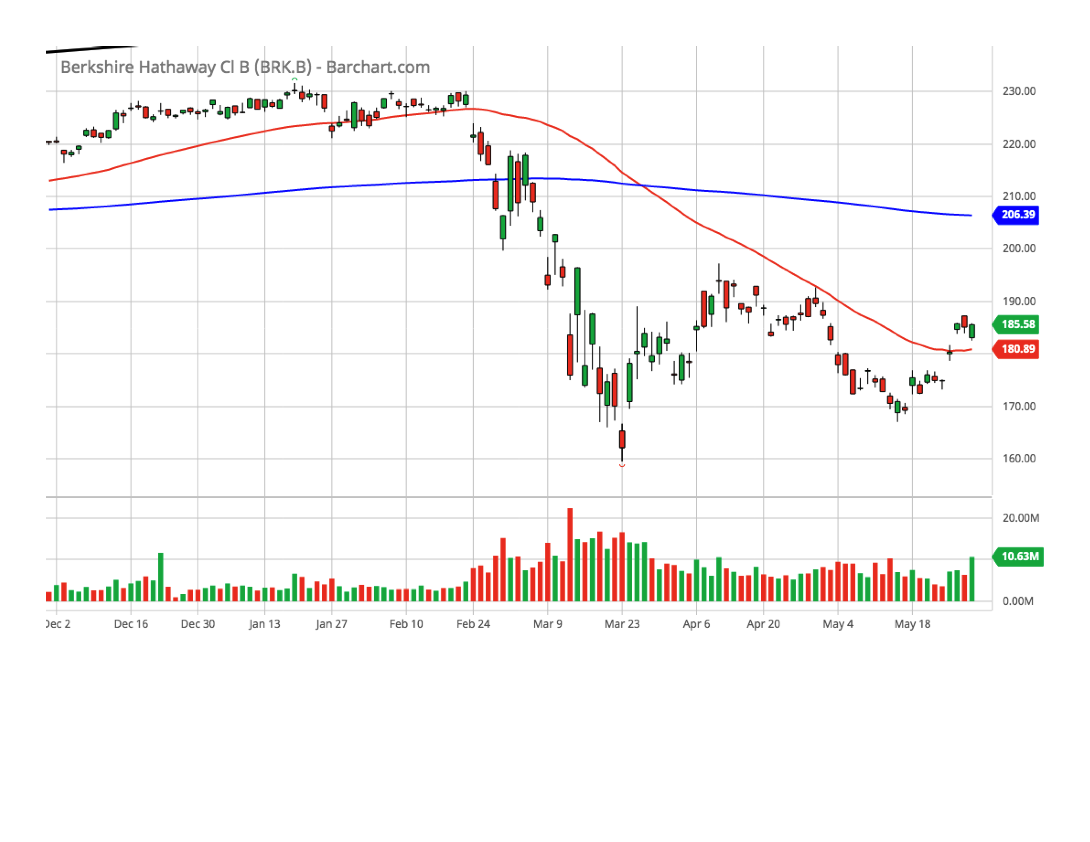 Berkshire Hathaway Cl B (BRK.B) - Barchart.com
230.00
220.00
210.00
206.39
200.00
190.00
185.58
180.89
170.00
160.00
20.00M
10.63M
0.00M
Dec 2 Dec 16 Dec 30 Jan 13 Jan 27 Feb 10 Feb 24 Mar 9 Mar 23 Apr 6 Apr 20 May 4 May 18